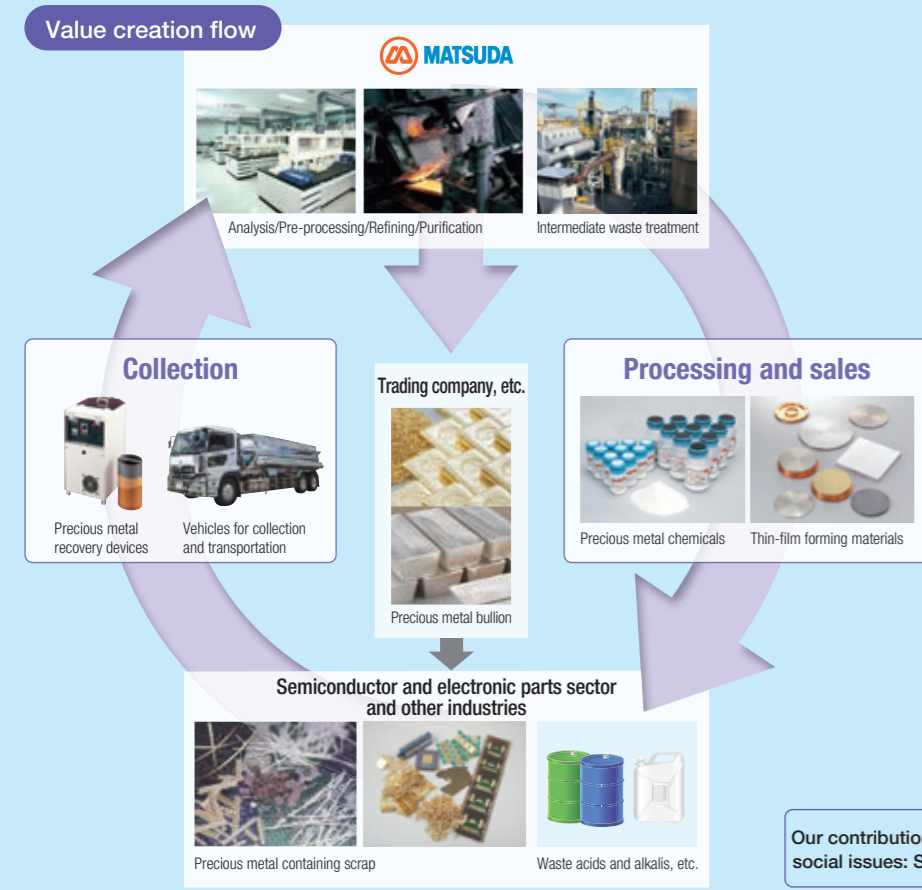 Value creation flow
MATSUDA
Analysis/Pre-processing/Refining/Purification
Intermediate waste treatment
Collection
Precious metal
recovery devices
Vehicles for collection
and transportation
Trading company, etc.
Precious metal bullion
Processing and sales
Precious metal chemicals
Thin-film forming materials
Semiconductor and electronic parts sector
and other industries
Precious metal containing scrap
Waste acids and alkalis, etc.
Our contribution
social issues: S